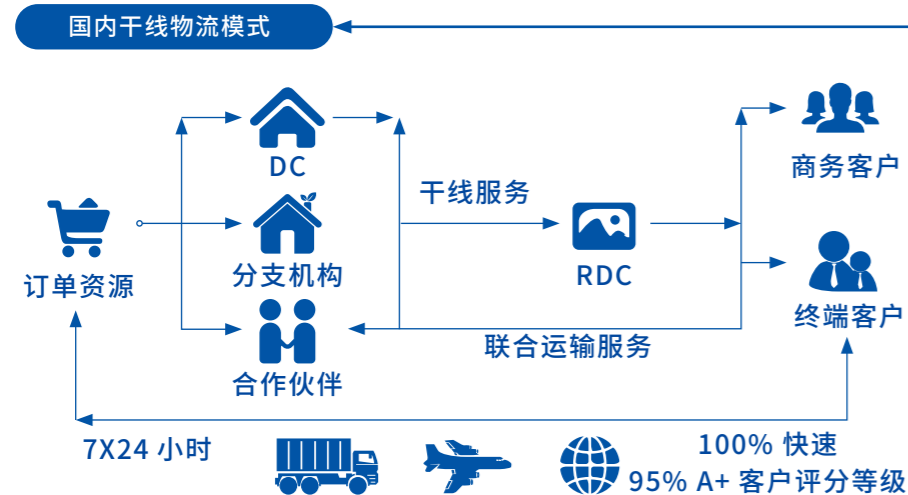 国内干线物流模式
DC
商务客户
干线服务
订单资源
分支机构
RDC
终端客户
联合运输服务
合作伙伴
7X24 小时
100% 快速
95% A+ 客户评分等级